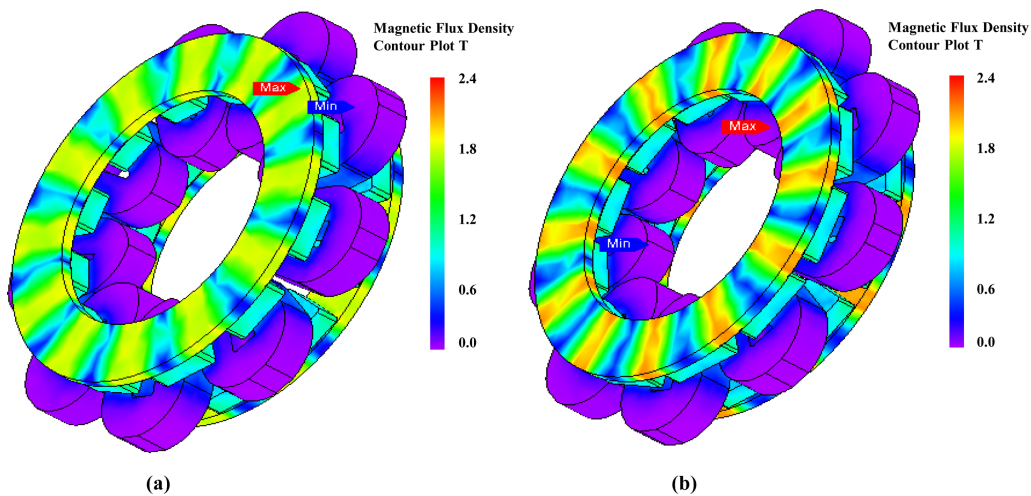 Magnetic Flux Density
Contour Plot T
2.4
1.8
1.2
0.6
0.0
Max
Min
(a)
Magnetic Flux Density
Contour Plot T
2.4
1.8
1.2
0.6
0.0
Max
Min
(b)